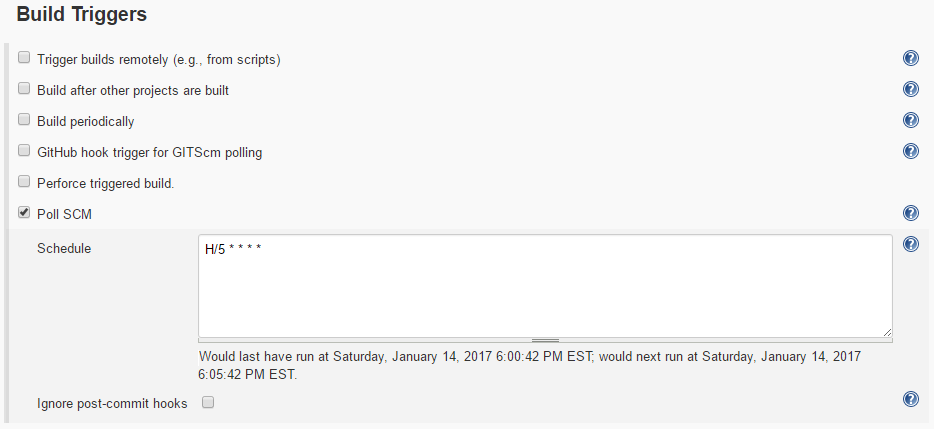 Build Triggers
Trigger builds remotely (e.g., from scripts)
Build after other projects are built
Build periodically
GitHub hook trigger for GITScm polling
Perforce triggered build.
Poll SCM
Schedule
H/5 * * * *
Would last have run at Saturday, January 14, 2017 6:00:42 PM EST; would next run at Saturday, January 14, 2017
6:05:42 PM EST.
Ignore post-commit hooks